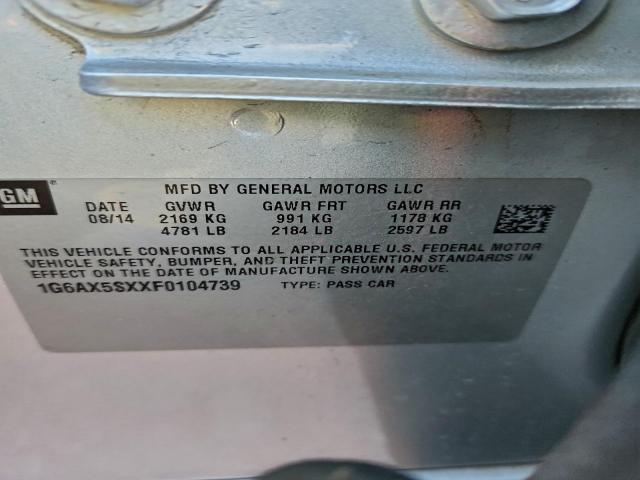 GM
MFD BY GENERAL MOTORS LLC
DATE GVWR GAWR FRT GAWR RR
08/14 2169 KG 991 KG 1178 KG
4781 LB 2184 LB 2597 LB
THIS VEHICLE CONFORMS TO ALL APPLICABLE U.S. FEDERAL MOTOR
VEHICLE SAFETY, BUMPER, AND THEFT PREVENTION STANDARDS IN
EFFECT ON THE DATE OF MANUFACTURE SHOWN ABOVE.
1G6AX5SXXF0104739 TYPE: PASS CAR